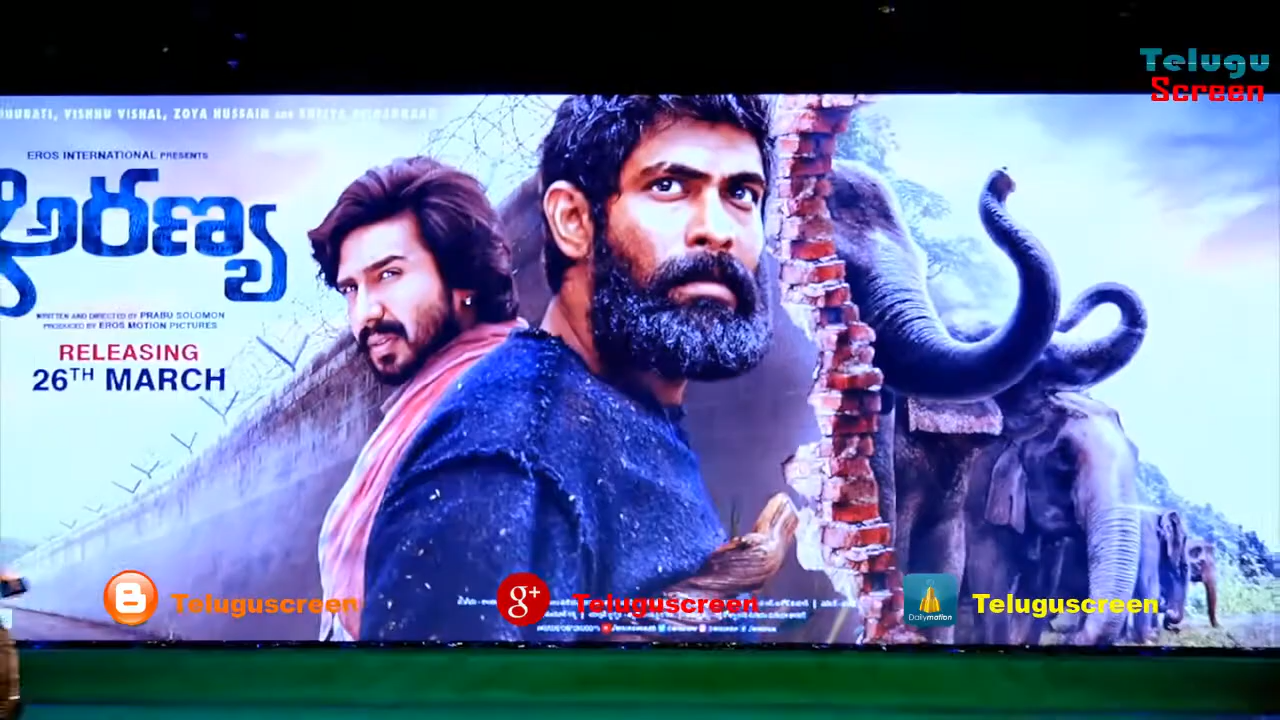 Telugu
Screen
VISHNU VISHAL, ZOYA HUSSAIN AND
EROS INTERNATIONAL PRESENTS
అరణ్య
WRITTEN AND DIRECTED BY PRABU SOLOMON
PRODUCED BY EROS MOTION PICTURES
RELEASING
26TH MARCH
Teluguscreen
g+ Teluguscreen
Dailymotion Teluguscreen